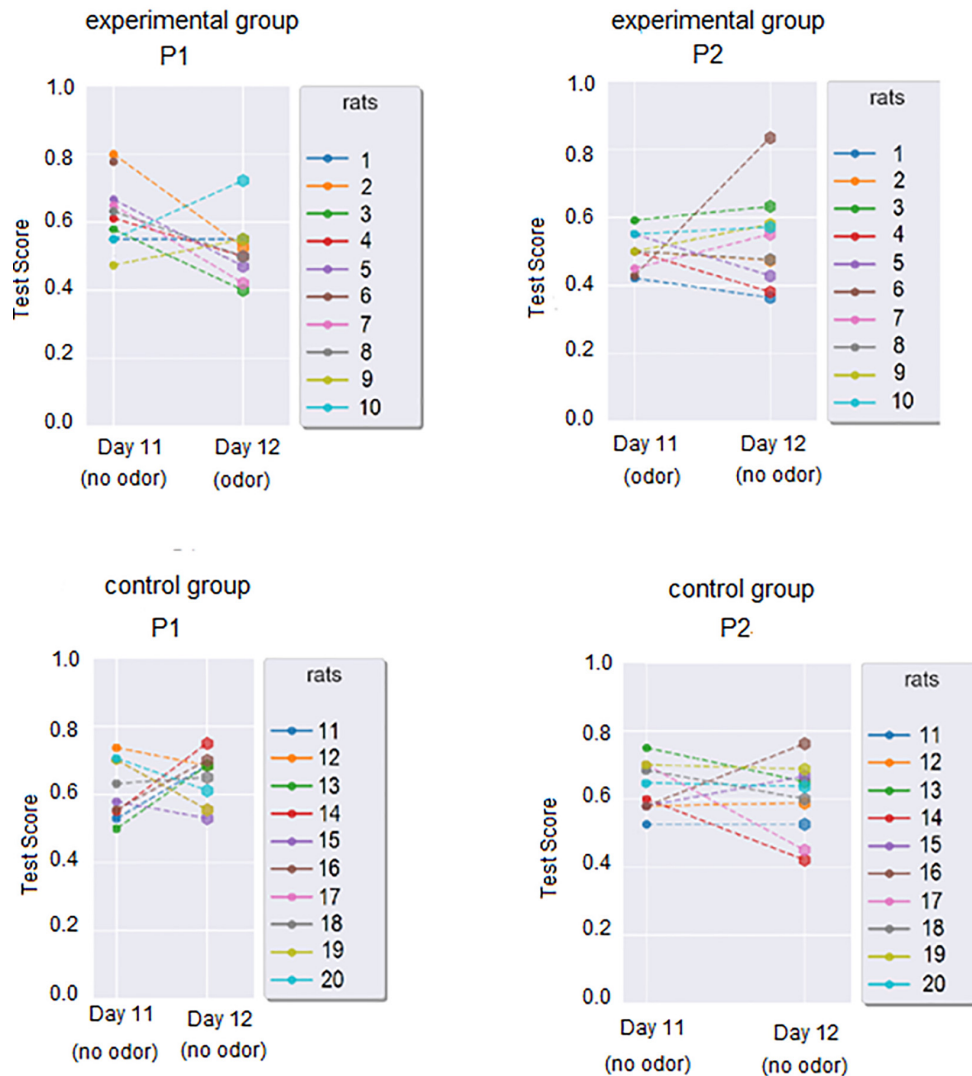 experimental group
P1
1.0
0.8
0.6
0.4
0.2
0.0
Test Score
Day 11
(no odor)
Day 12
(odor)
rats
1
2
3
4
5
6
7
8
9
10
experimental group
P2
1.0
0.8
0.6
0.4
0.2
0.0
Test Score
Day 11
(odor)
Day 12
(no odor)
rats
1
2
3
4
5
6
7
8
9
10
control group
P1
1.0
0.8
0.6
0.4
0.2
0.0
Test Score
Day 11
(no odor)
Day 12
(no odor)
rats
11
12
13
14
15
16
17
18
19
20
control group
P2
1.0
0.8
0.6
0.4
0.2
0.0
Test Score
Day 11
(no odor)
Day 12
(no odor)
rats
11
12
13
14
15
16
17
18
19
20